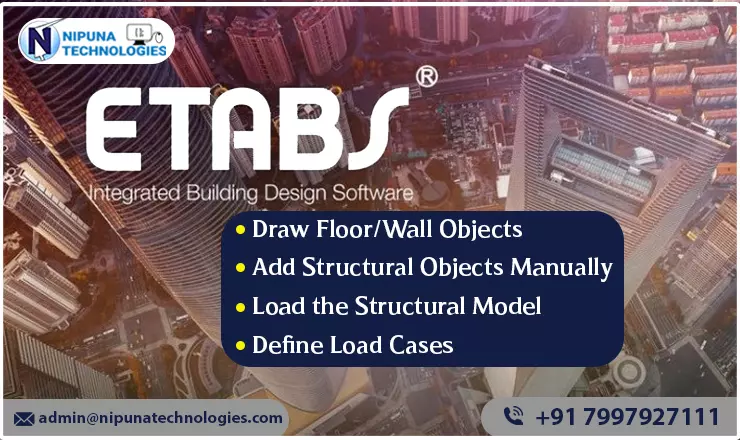 N NIPUNA
TECHNOLOGIES
ETABS®
Integrated Building Design Software
• Draw Floor/Wall Objects
• Add Structural Objects Manually
• Load the Structural Model
• Define Load Cases
admin@nipunatechnologies.com
+91 7997927111